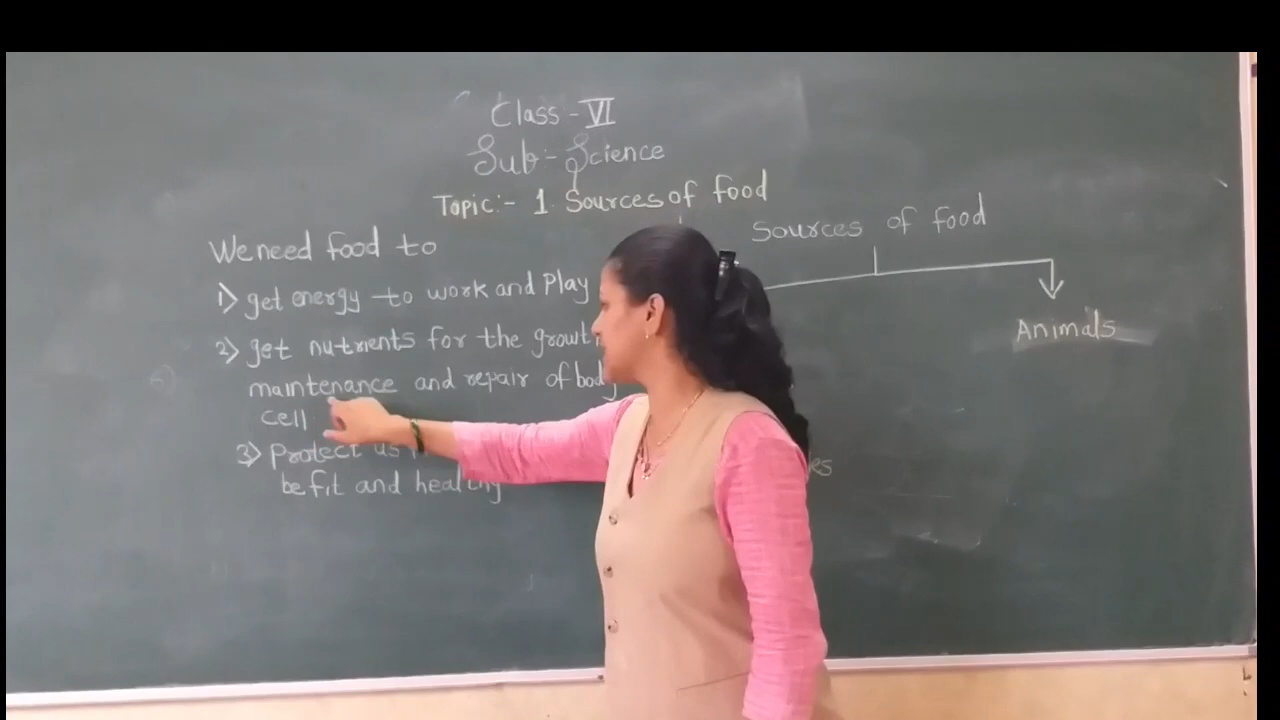 Class - VI
Sub:- Science
Topic:- 1. Sources of food
We need food to
1) get energy to work and Play
2) get nutrients for the growth
maintenance and repair of body
cell
3) Protect us
be fit and healthy
Sources of food
Animals